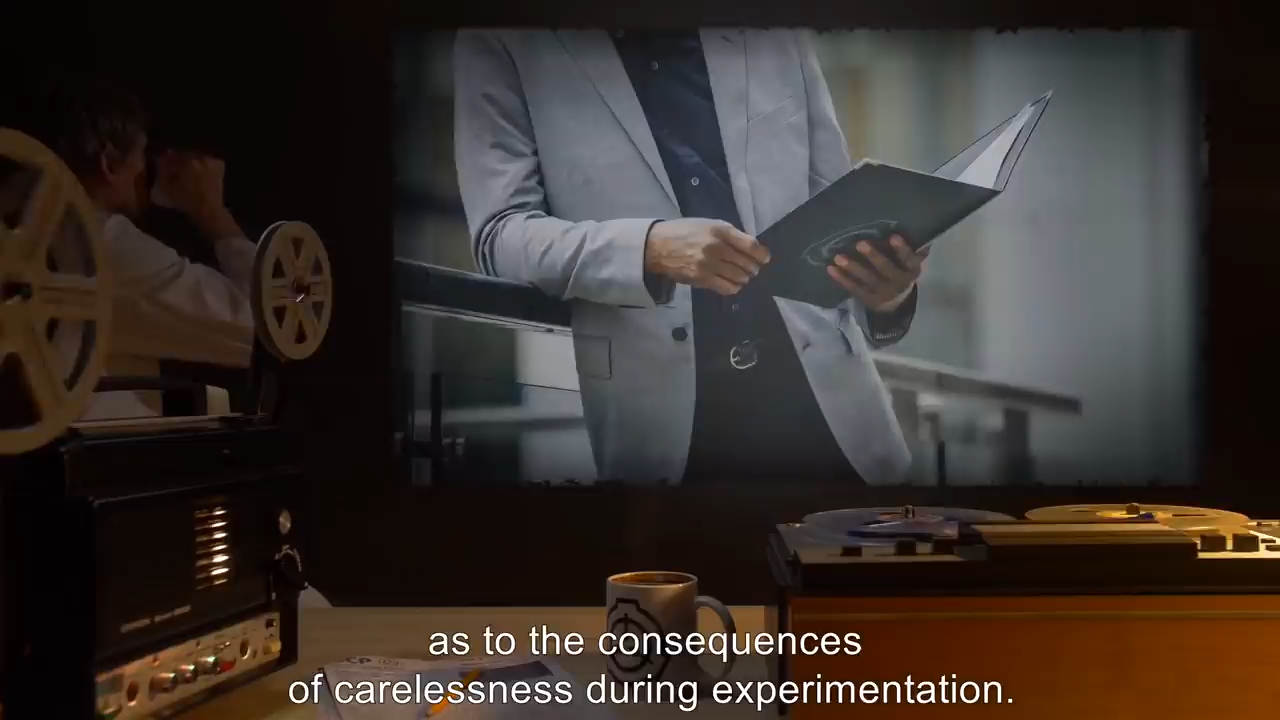 as to the consequences
of carelessness during experimentation.